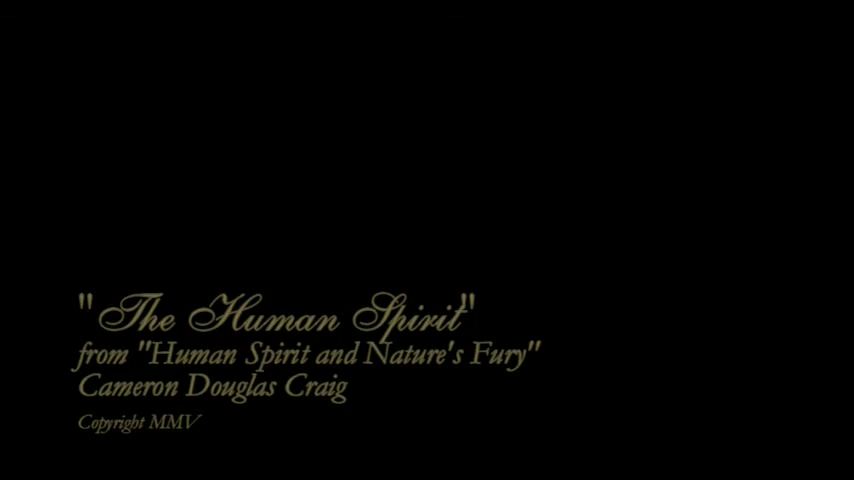 "The Human Spirit"
from "Human Spirit and Nature's Fury"
Cameron Douglas Craig
Copyright MMV